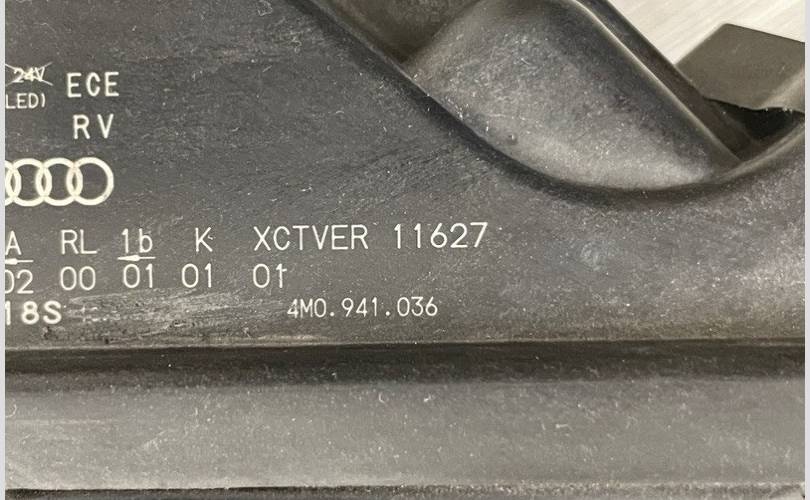 24V ECE
LED)
RV
A RL 1b K XCTVER 11627
02 00 01 01 01
18S
4M0.941.036